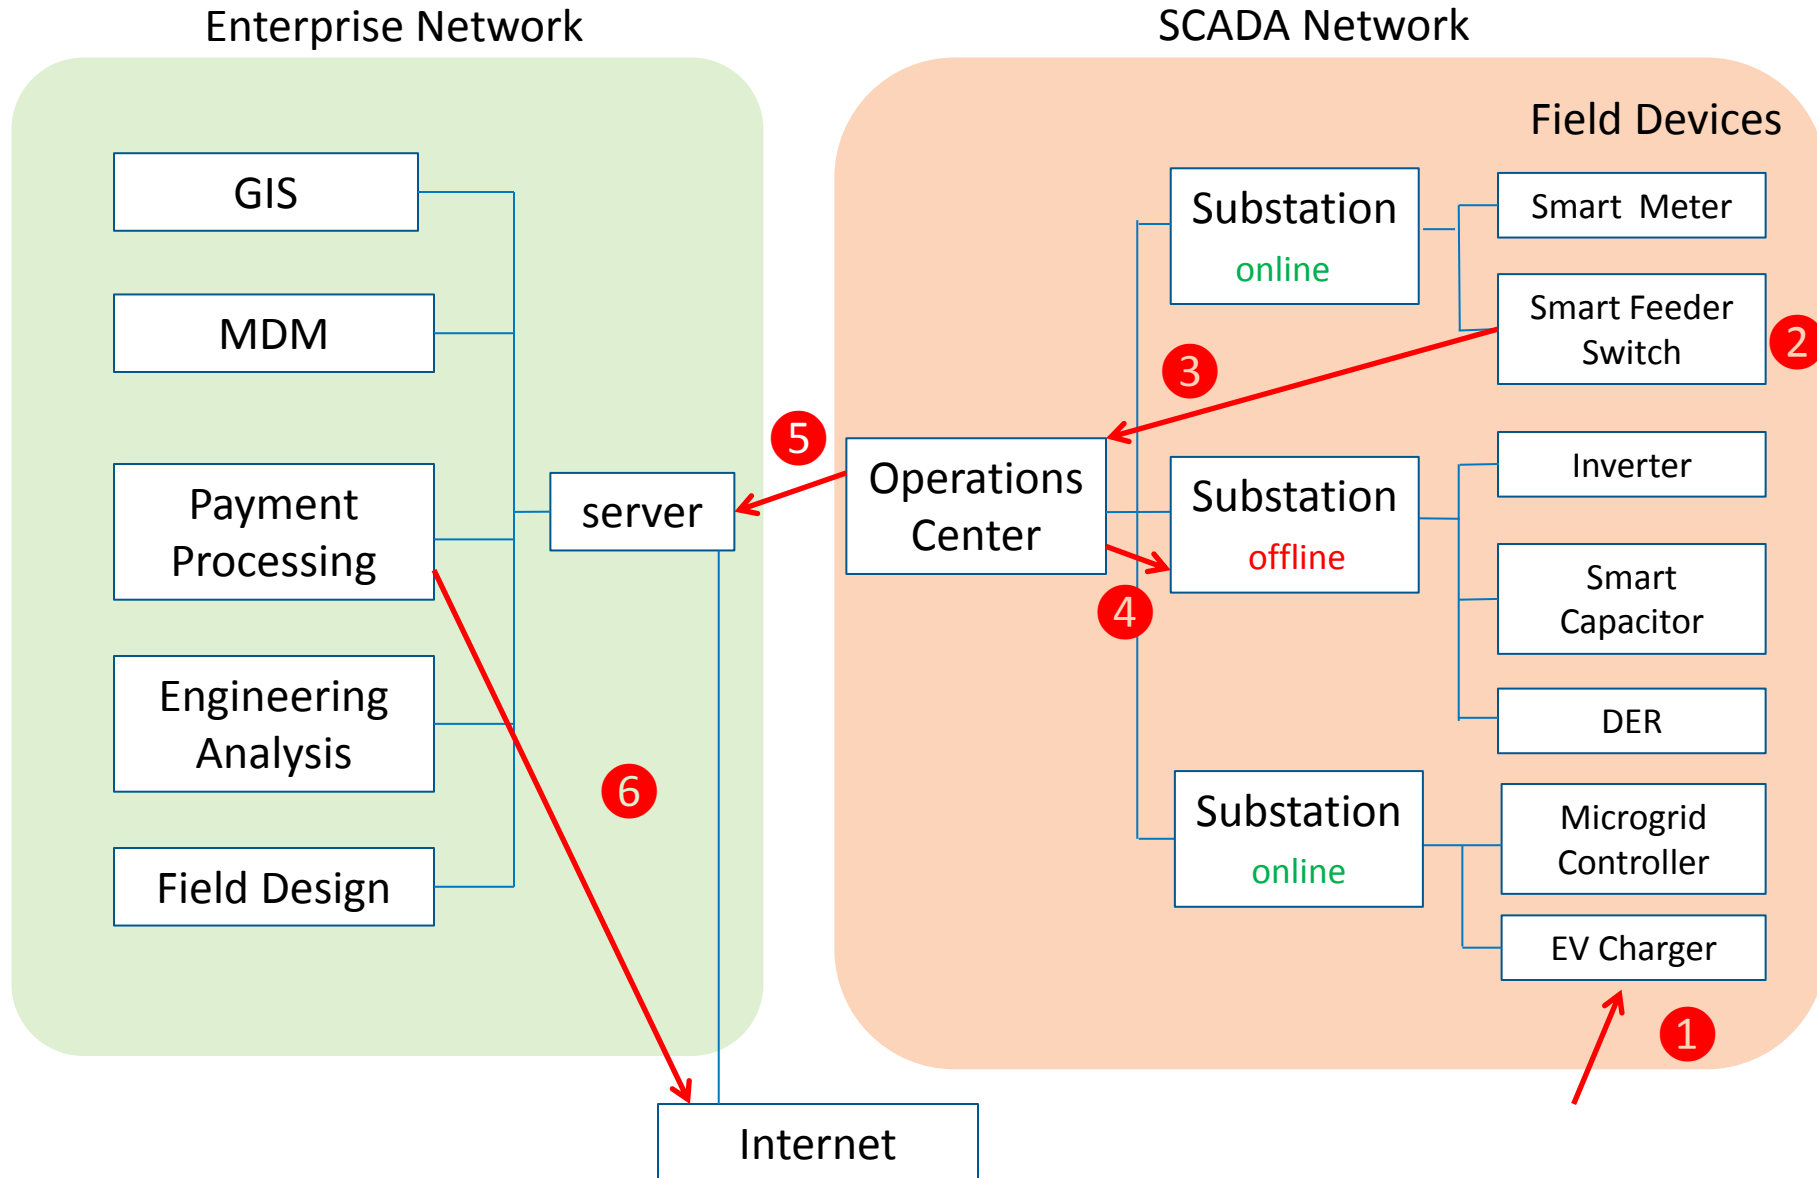 Enterprise Network
GIS
MDM
Payment
Processing
Engineering
Analysis
Field Design
server
5
6
Internet
SCADA Network
Field Devices
Operations
Center
3
4
Substation
online
Substation
offline
Substation
online
Smart Meter
Smart Feeder
Switch
2
Inverter
Smart
Capacitor
DER
Microgrid
Controller
EV Charger
1